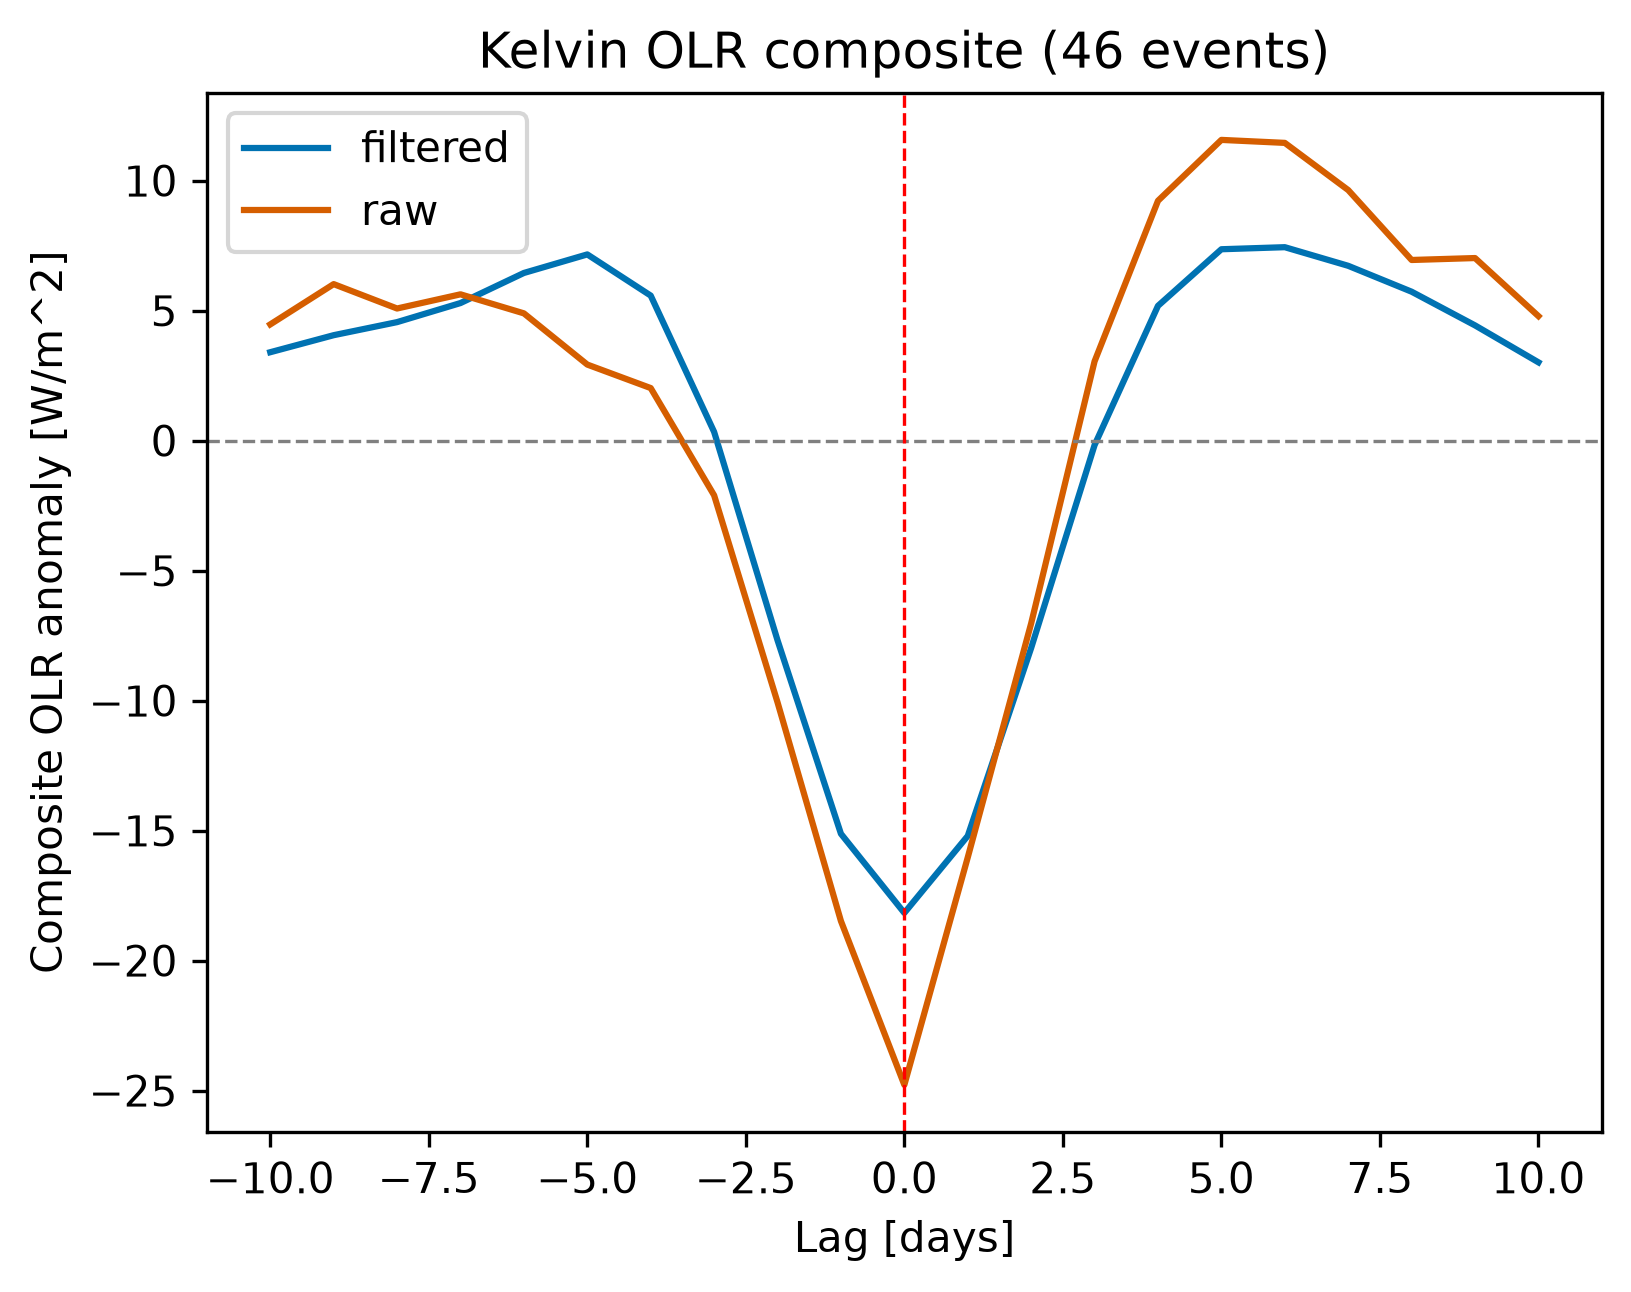 Kelvin OLR composite (46 events)
filtered
raw
Composite OLR anomaly [W/m^2]
10
5
0
−5
−10
−15
−20
−25
−10.0 −7.5 −5.0 −2.5 0.0 2.5 5.0 7.5 10.0
Lag [days]